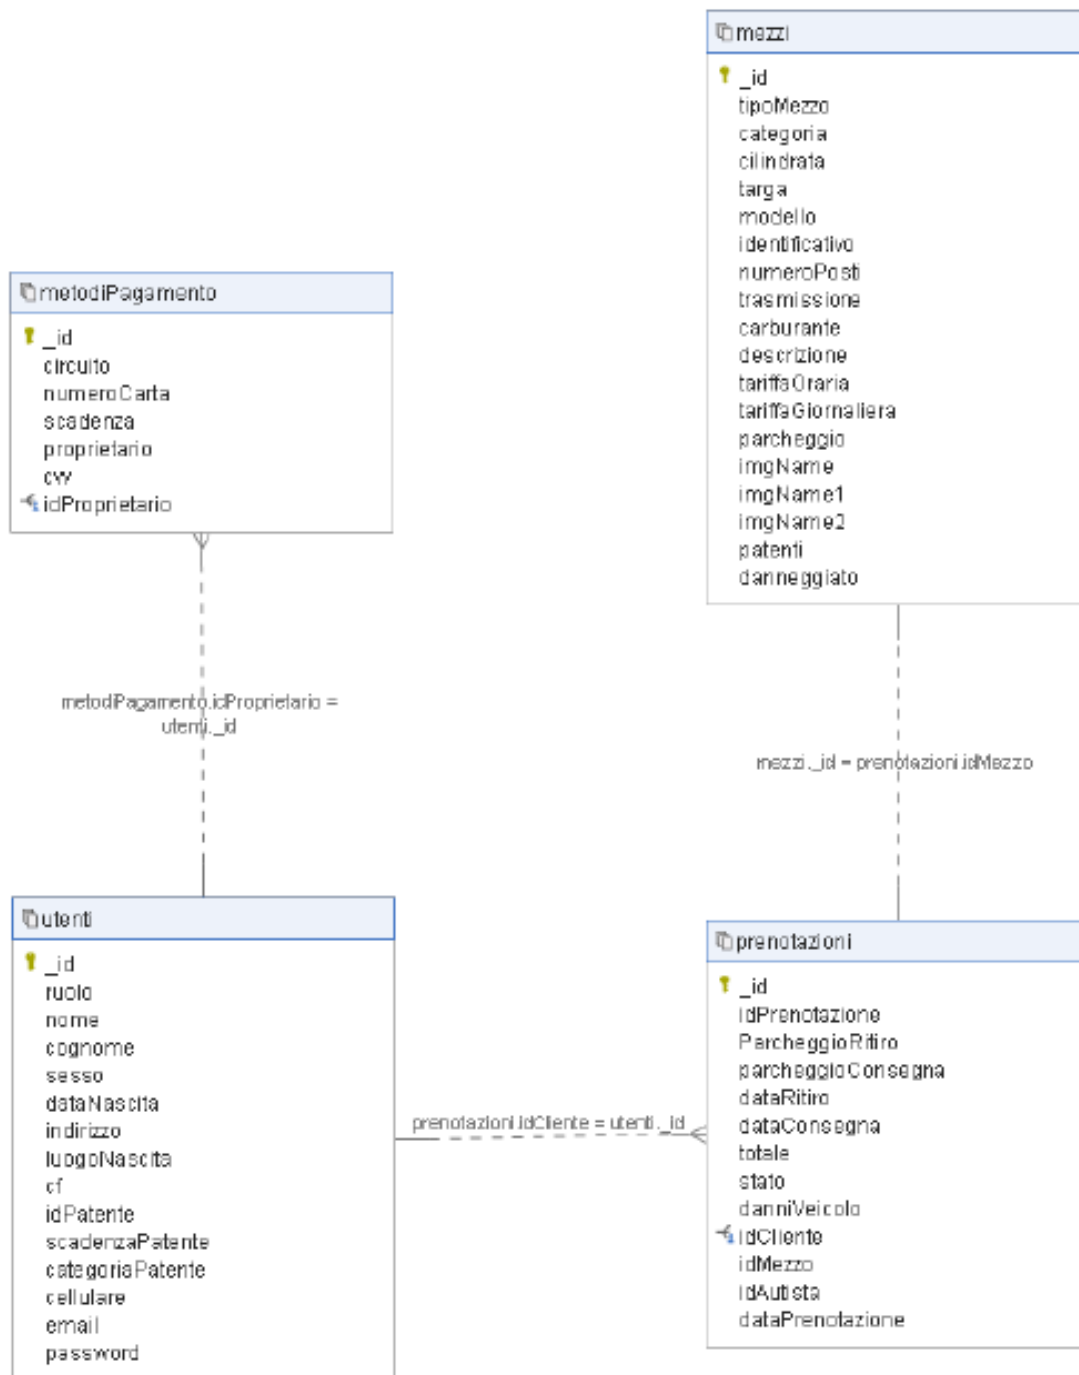 mezzi
_id
tipoMezzo
categoria
cilindrata
targa
modello
identificativo
numeroPosti
trasmissione
carburante
descrizione
tariffaOraria
tariffaGiornaliera
parcheggio
imgName
imgName1
imgName2
patenti
danneggiato
metodiPagamento
_id
circuito
numeroCarta
scadenza
proprietario
cvv
idProprietario
metodiPagamento.idProprietario =
utenti._id
mezzi._id = prenotazioni.idMezzo
utenti
_id
ruolo
nome
cognome
sesso
dataNascita
indirizzo
luogoNascita
cf
idPatente
scadenzaPatente
categoriaPatente
cellulare
email
password
prenotazioni.idCliente = utenti._id
prenotazioni
_id
idPrenotazione
ParcheggioRitiro
parcheggioConsegna
dataRitiro
dataConsegna
totale
stato
danniVeicolo
idCliente
idMezzo
idAutista
dataPrenotazione